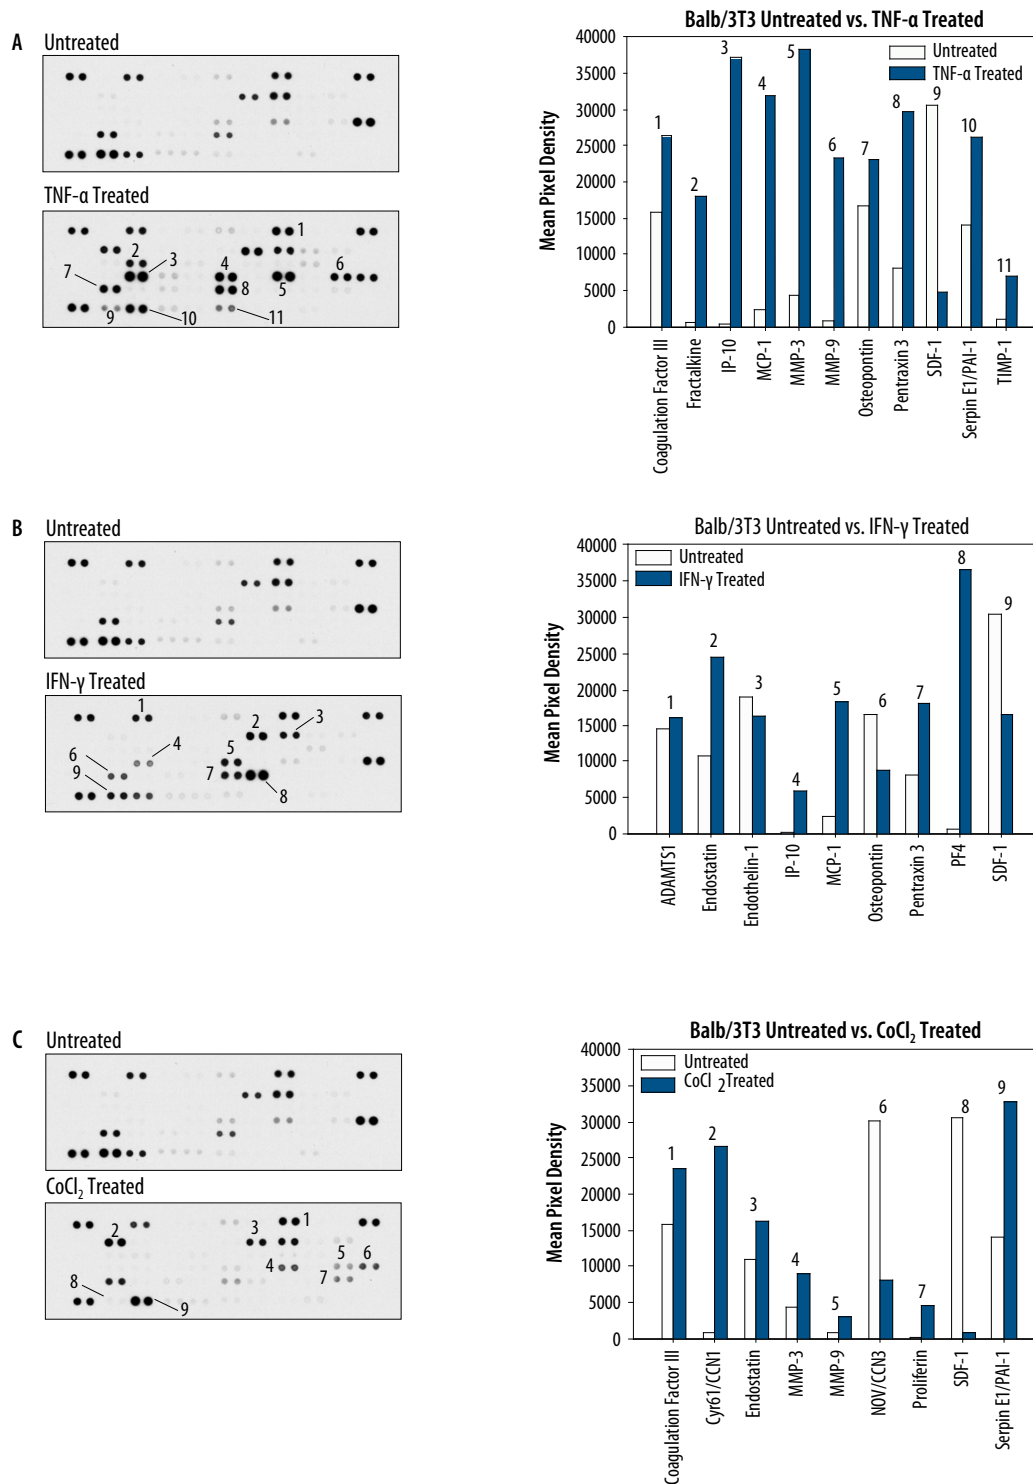 A Untreated
TNF-α Treated
1
2
3
4
5
6
7
8
9
10
11
Balb/3T3 Untreated vs. TNF-α Treated
Mean Pixel Density
40000
35000
30000
25000
20000
15000
10000
5000
0
Untreated
TNF-α Treated
1
2
3
4
5
6
7
8
9
10
11
Coagulation Factor III
Fractalkine
IP-10
MCP-1
MMP-3
MMP-9
Osteopontin
Pentraxin 3
SDF-1
Serpin E1/PAI-1
TIMP-1
B Untreated
IFN-γ Treated
1
2
3
4
5
6
7
8
9
Balb/3T3 Untreated vs. IFN-γ Treated
Mean Pixel Density
40000
35000
30000
25000
20000
15000
10000
5000
0
Untreated
IFN-γ Treated
1
2
3
4
5
6
7
8
9
ADAMTS1
Endostatin
Endothelin-1
IP-10
MCP-1
Osteopontin
Pentraxin 3
PF4
SDF-1
C Untreated
CoCl₂ Treated
1
2
3
4
5
6
7
8
9
Balb/3T3 Untreated vs. CoCl₂ Treated
Mean Pixel Density
40000
35000
30000
25000
20000
15000
10000
5000
0
Untreated
CoCl ₂Treated
1
2
3
4
5
6
7
8
9
Coagulation Factor III
Cyr61/CCN1
Endostatin
MMP-3
MMP-9
NOV/CCN3
Proliferin
SDF-1
Serpin E1/PAI-1